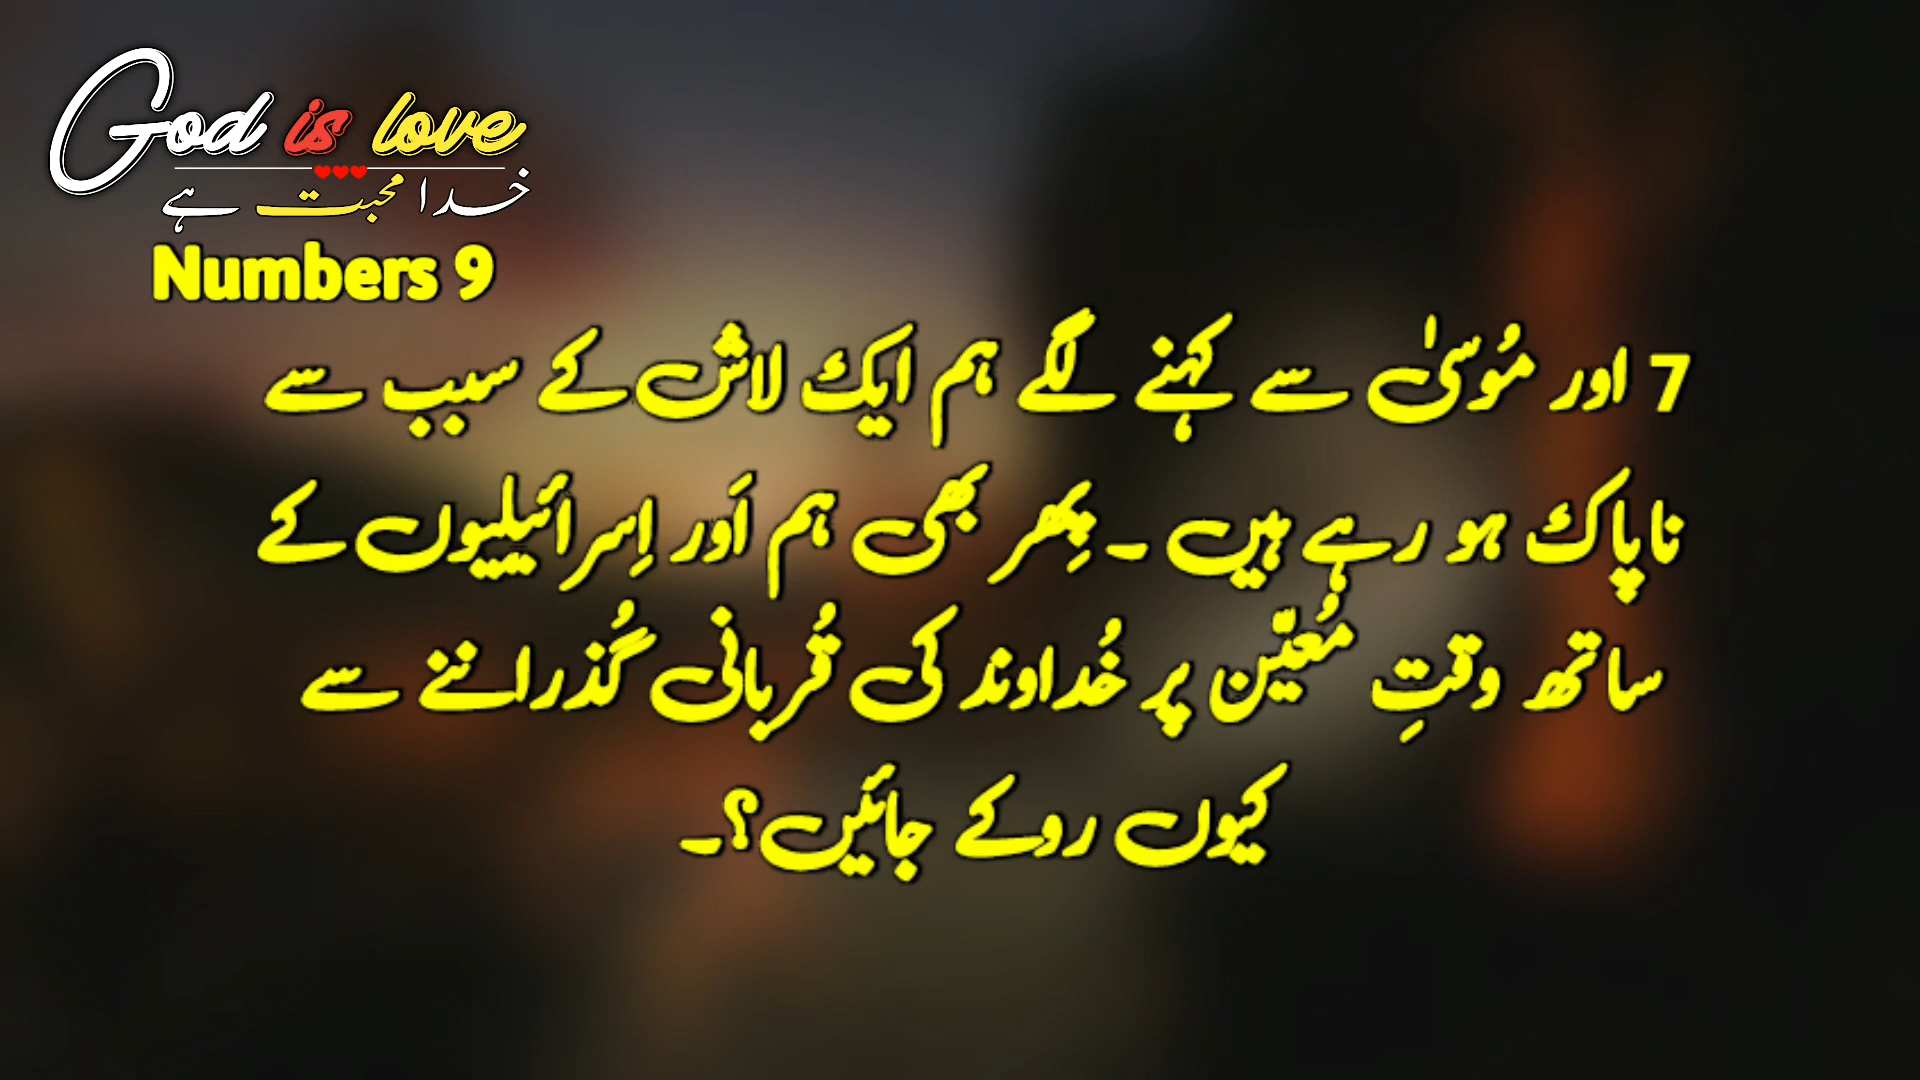 God is love
خدا محبت ہے
Numbers 9
7 اور مُوسیٰ سے کہنے لگے ہم ایک لاش کے سبب سے
ناپاک ہو رہے ہیں ۔ پِھر بھی ہم اَور اِسرائیلیوں کے
ساتھ وقتِ مُعیّن پر خُداوند کی قُربانی گُذراننے سے
کیوں روکے جائیں؟۔